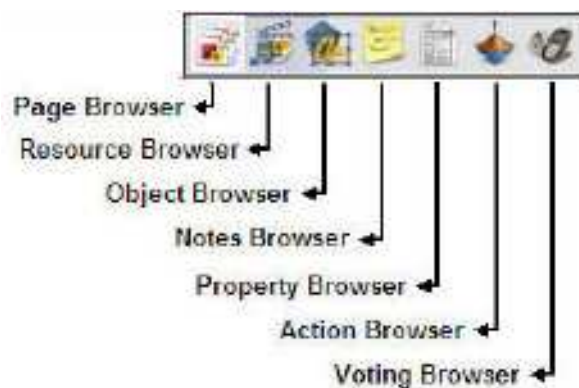 Page Browser
Resource Browser
Object Browser
Notes Browser
Property Browser
Action Browser
Voting Browser